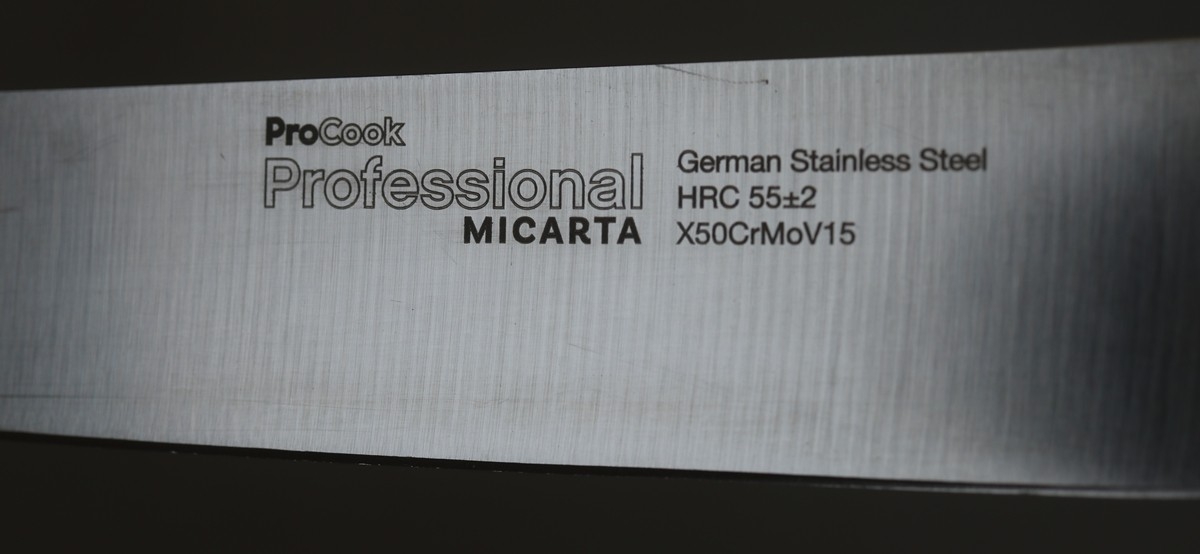 ProCook
Professional
MICARTA
German Stainless Steel
HRC 55±2
X50CrMoV15